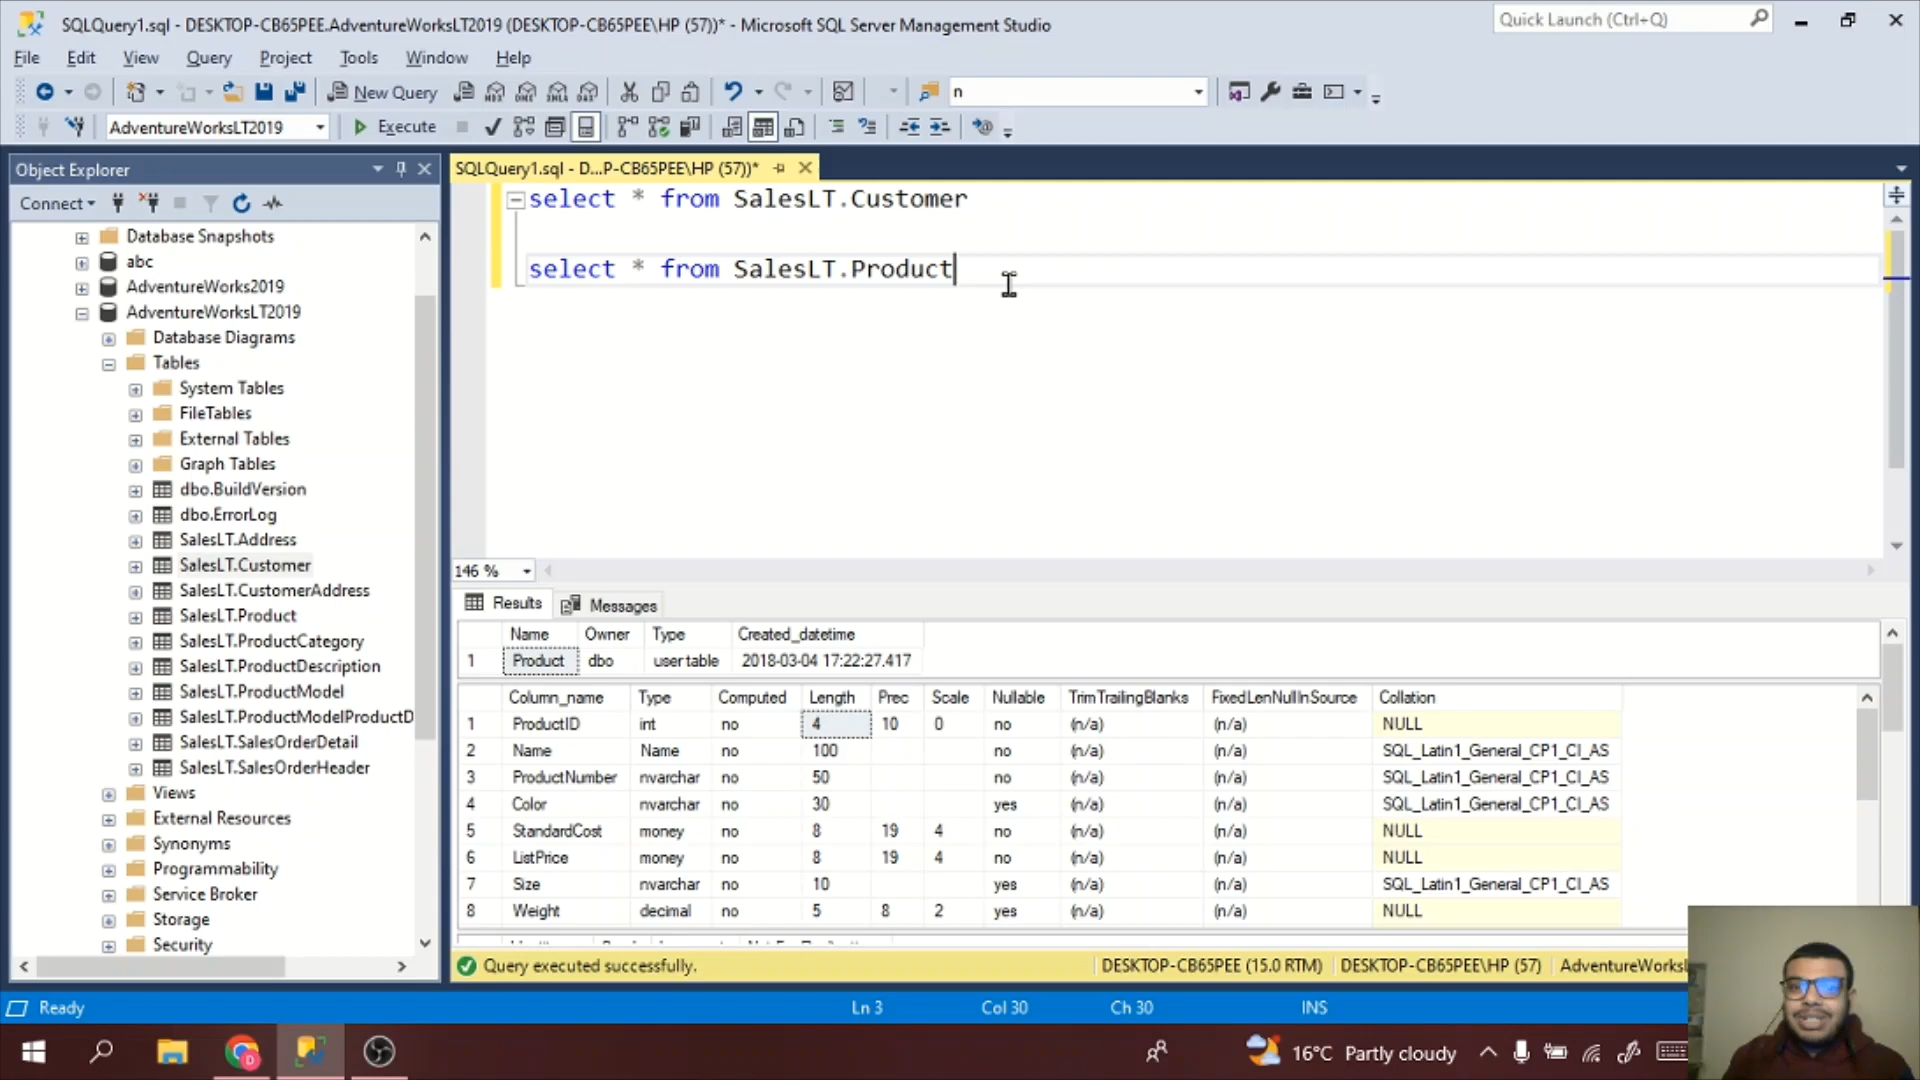 SQLQuery1.sql - DESKTOP-CB65PEE.AdventureWorksLT2019 (DESKTOP-CB65PEE\HP (57))* - Microsoft SQL Server Management Studio
Quick Launch (Ctrl+Q)
File Edit View Query Project Tools Window Help
New Query n
AdventureWorksLT2019 Execute
Object Explorer
Connect
Database Snapshots
abc
AdventureWorks2019
AdventureWorksLT2019
Database Diagrams
Tables
System Tables
FileTables
External Tables
Graph Tables
dbo.BuildVersion
dbo.ErrorLog
SalesLT.Address
SalesLT.Customer
SalesLT.CustomerAddress
SalesLT.Product
SalesLT.ProductCategory
SalesLT.ProductDescription
SalesLT.ProductModel
SalesLT.ProductModelProductD
SalesLT.SalesOrderDetail
SalesLT.SalesOrderHeader
Views
External Resources
Synonyms
Programmability
Service Broker
Storage
Security
SQLQuery1.sql - D...P-CB65PEE\HP (57))*
select * from SalesLT.Customer
select * from SalesLT.Product
146 %
Results Messages
Name Owner Type Created_datetime
1 Product dbo user table 2018-03-04 17:22:27.417
Column_name Type Computed Length Prec Scale Nullable TrimTrailingBlanks FixedLenNullInSource Collation
1 ProductID int no 4 10 0 no (n/a) (n/a) NULL
2 Name Name no 100 no (n/a) (n/a) SQL_Latin1_General_CP1_CI_AS
3 ProductNumber nvarchar no 50 no (n/a) (n/a) SQL_Latin1_General_CP1_CI_AS
4 Color nvarchar no 30 yes (n/a) (n/a) SQL_Latin1_General_CP1_CI_AS
5 StandardCost money no 8 19 4 no (n/a) (n/a) NULL
6 ListPrice money no 8 19 4 no (n/a) (n/a) NULL
7 Size nvarchar no 10 yes (n/a) (n/a) SQL_Latin1_General_CP1_CI_AS
8 Weight decimal no 5 8 2 yes (n/a) (n/a) NULL
Query executed successfully. DESKTOP-CB65PEE (15.0 RTM) DESKTOP-CB65PEE\HP (57) AdventureWorksL
Ready Ln 3 Col 30 Ch 30 INS
16°C Partly cloudy